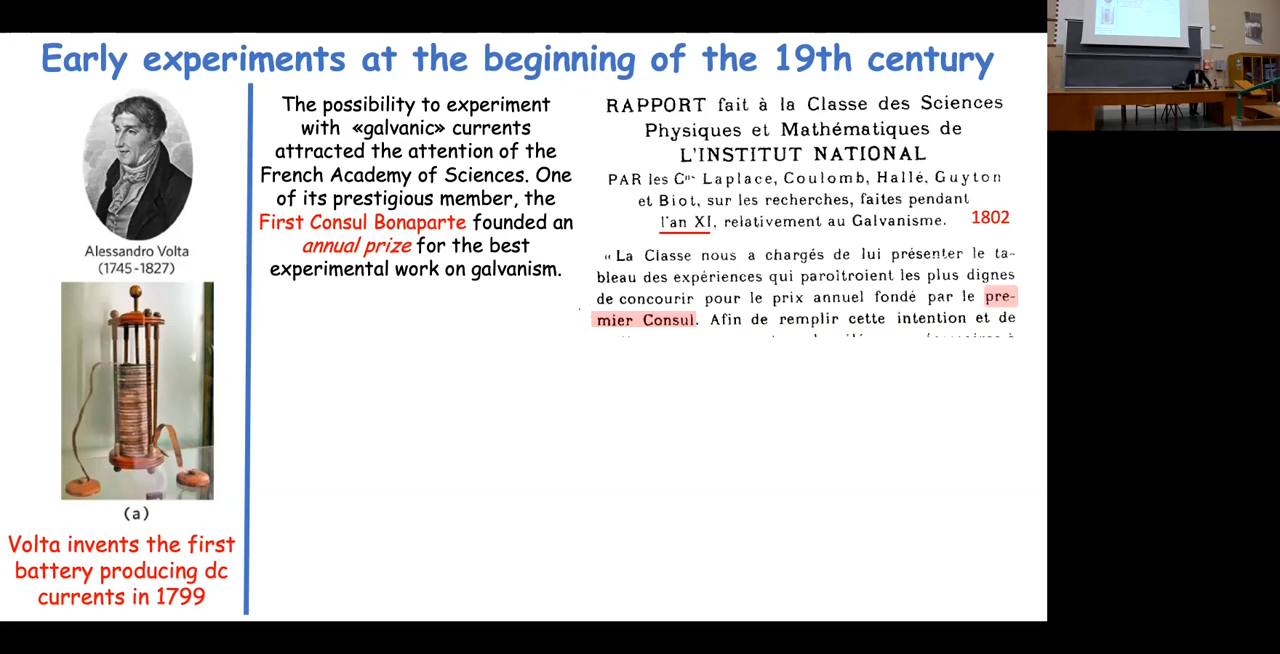 Early experiments at the beginning of the 19th century
Alessandro Volta
(1745-1827)
(a)
Volta invents the first
battery producing dc
currents in 1799
The possibility to experiment
with «galvanic» currents
attracted the attention of the
French Academy of Sciences. One
of its prestigious member, the
First Consul Bonaparte founded an
annual prize for the best
experimental work on galvanism.
RAPPORT fait à la Classe des Sciences
Physiques et Mathématiques de
L'INSTITUT NATIONAL
PAR les Cens Laplace, Coulomb, Hallé, Guyton
et Biot, sur les recherches, faites pendant
l'an XI, relativement au Galvanisme. 1802
"La Classe nous a chargés de lui présenter le ta-
bleau des expériences qui paroîtroient les plus dignes
de concourir pour le prix annuel fondé par le pre-
mier Consul. Afin de remplir cette intention et de